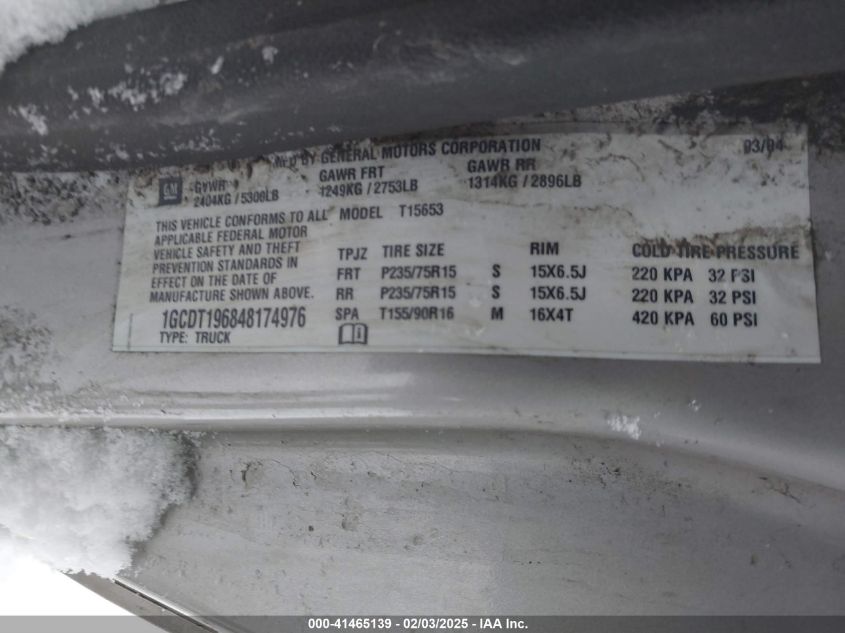 MFD BY GENERAL MOTORS CORPORATION 03/04
GM GVWR GAWR FRT GAWR RR
2404KG / 5300LB 1249KG / 2753LB 1314KG / 2896LB
THIS VEHICLE CONFORMS TO ALL MODEL T15653
APPLICABLE FEDERAL MOTOR
VEHICLE SAFETY AND THEFT
PREVENTION STANDARDS IN
EFFECT ON THE DATE OF
MANUFACTURE SHOWN ABOVE.
1GCDT196848174976
TYPE: TRUCK
TPJZ TIRE SIZE RIM COLD TIRE PRESSURE
FRT P235/75R15 S 15X6.5J 220 KPA 32 PSI
RR P235/75R15 S 15X6.5J 220 KPA 32 PSI
SPA T155/90R16 M 16X4T 420 KPA 60 PSI
000-41465139 - 02/03/2025 - IAA Inc.